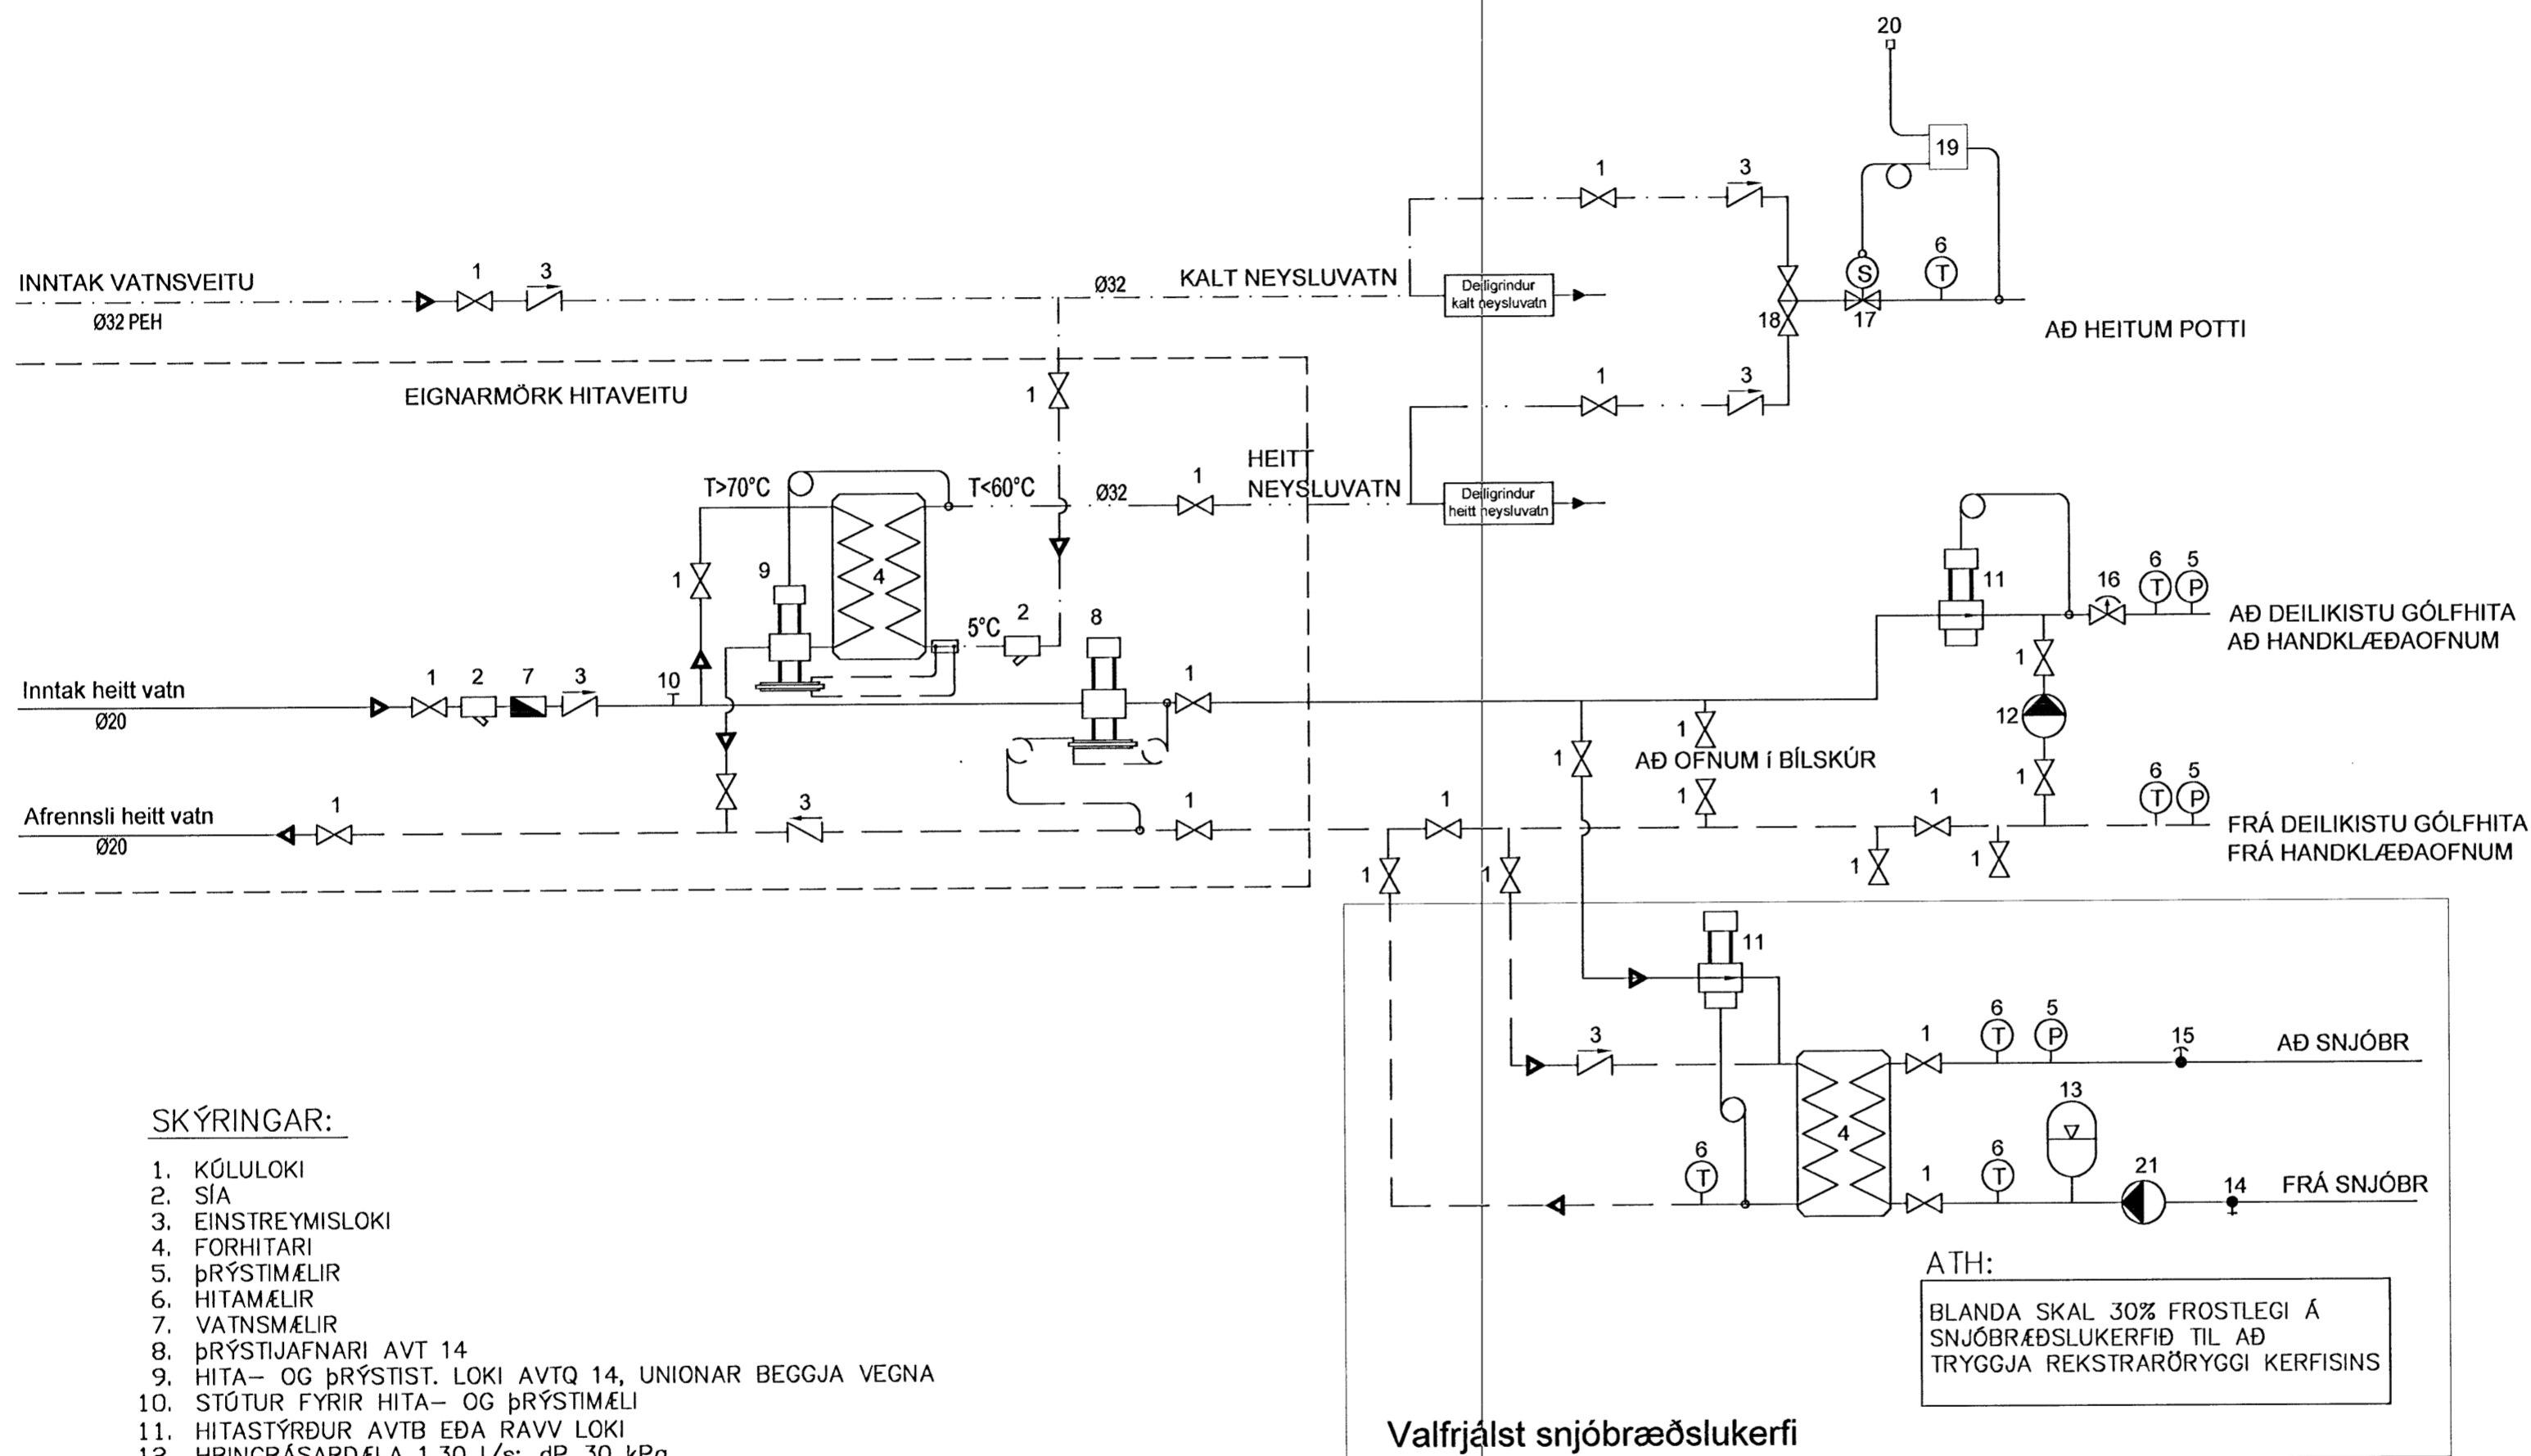 20
19
1
3
6
T
S
18
17
AÐ HEITUM POTTI
INNTAK VATNSVEITU
Ø32 PEH
1
3
Ø32
KALT NEYSLUVATN
Deiligrindur
kalt neysluvatn
EIGNARMÖRK HITAVEITU
1
1
3
T>70°C
T<60°C
Ø32
1
HEITT
NEYSLUVATN
Deiligrindur
heitt neysluvatn
1
9
4
5°C
2
8
11
16
6
T
5
P
AÐ DEILIKISTU GÓLFHITA
AÐ HANDKLÆÐAOFNUM
1
12
1
Inntak heitt vatn
Ø20
1
2
7
3
10
1
1
1
AÐ OFNUM í BÍLSKÚR
1
Afrennsli heitt vatn
Ø20
1
3
1
1
1
6
T
5
P
FRÁ DEILIKISTU GÓLFHITA
FRÁ HANDKLÆÐAOFNUM
1
1
1
1
11
3
4
6
T
1
6
T
5
P
15
AÐ SNJÓBR
1
6
T
13
21
14
FRÁ SNJÓBR
ATH:
BLANDA SKAL 30% FROSTLEGI Á
SNJÓBRÆÐSLUKERFIÐ TIL AÐ
TRYGGJA REKSTRARÖRYGGI KERFISINS
Valfrjálst snjóbræðslukerfi
SKÝRINGAR:
1. KÚLULOKI
2. SÍA
3. EINSTREYMISLOKI
4. FORHITARI
5. þRÝSTIMÆLIR
6. HITAMÆLIR
7. VATNSMÆLIR
8. þRÝSTIJAFNARI AVT 14
9. HITA- OG þRÝSTIST. LOKI AVTQ 14, UNIONAR BEGGJA VEGNA
10. STÚTUR FYRIR HITA- OG þRÝSTIMÆLI
11. HITASTÝRÐUR AVTB EÐA RAVV LOKI
12. HRINGRÁSARDÆLA 1,30 l/s; dP 30 kPa